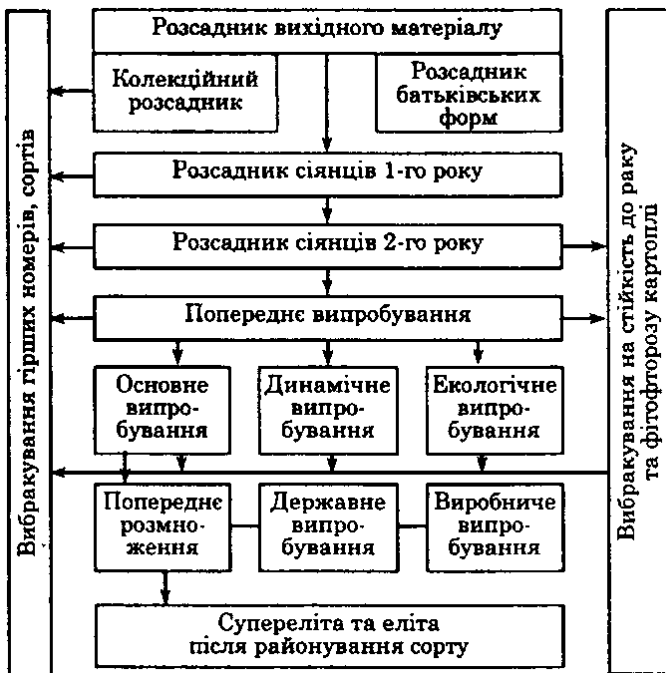 Розсадник вихідного матеріалу
Колекційний
розсадник
Розсадник
батьківських
форм
Розсадник сіянців 1-го року
Розсадник сіянців 2-го року
Попереднє випробування
Основне
випро-
бування
Динамічне
випро-
бування
Екологічне
випро-
бування
Попереднє
розмно-
ження
Державне
випро-
бування
Виробниче
випро-
бування
Супереліта та еліта
після районування сорту
Вибракування гірших номерів, сортів
Вибракування на стійкість до раку
та фітофторозу картоплі